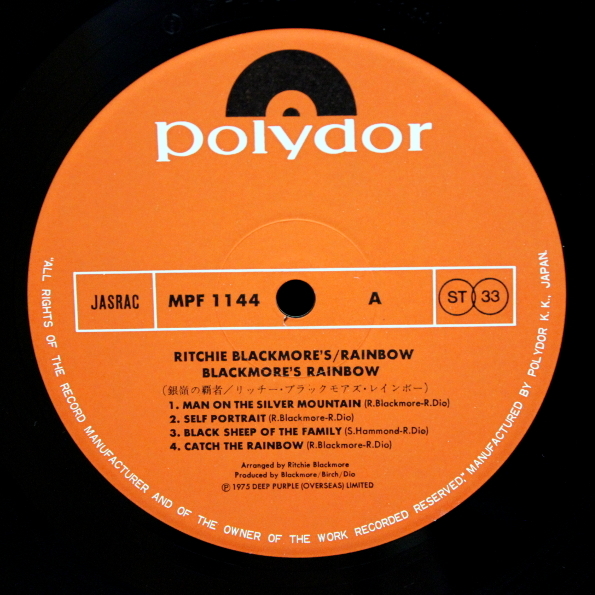 polydor
JASRAC MPF 1144 A ST 33
RITCHIE BLACKMORE'S/RAINBOW
BLACKMORE'S RAINBOW
(銀嶺の覇者/リッチー・ブラックモアズ・レインボー)
1. MAN ON THE SILVER MOUNTAIN (R.Blackmore-R.Dio)
2. SELF PORTRAIT (R.Blackmore-R.Dio)
3. BLACK SHEEP OF THE FAMILY (S.Hammond-R.Dio)
4. CATCH THE RAINBOW (R.Blackmore-R.Dio)
Arranged by Ritchie Blackmore
Produced by Blackmore/Birch/Dio
Ⓟ 1975 DEEP PURPLE (OVERSEAS) LIMITED
"ALL RIGHTS OF THE RECORD MANUFACTURER AND OF THE OWNER OF THE WORK RECORDED RESERVED." MANUFACTURED BY POLYDOR K.K., JAPAN.